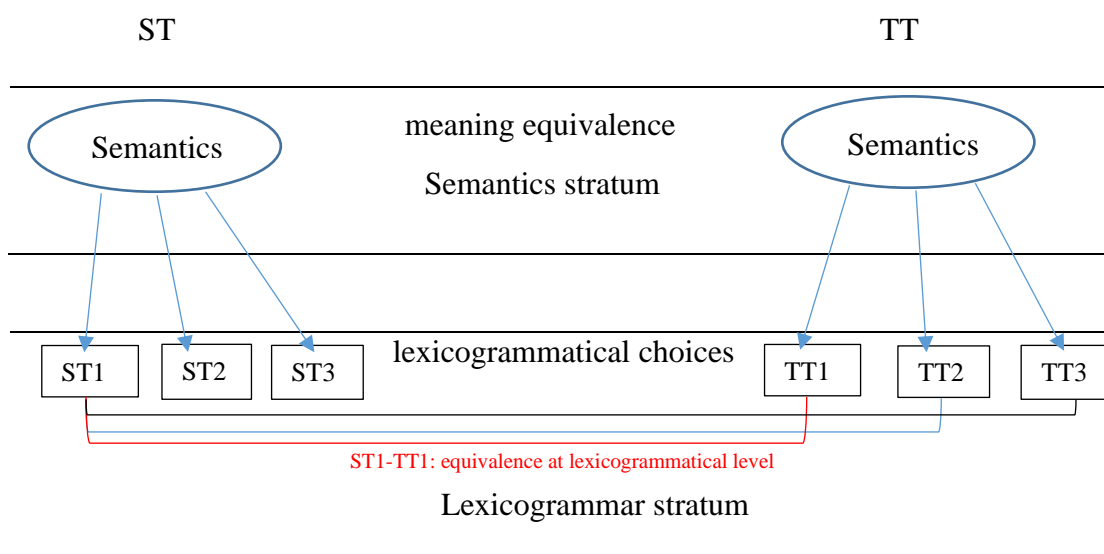 ST TT
meaning equivalence
Semantics Semantics
Semantics stratum
lexicogrammatical choices
ST1 ST2 ST3 TT1 TT2 TT3
ST1-TT1: equivalence at lexicogrammatical level
Lexicogrammar stratum